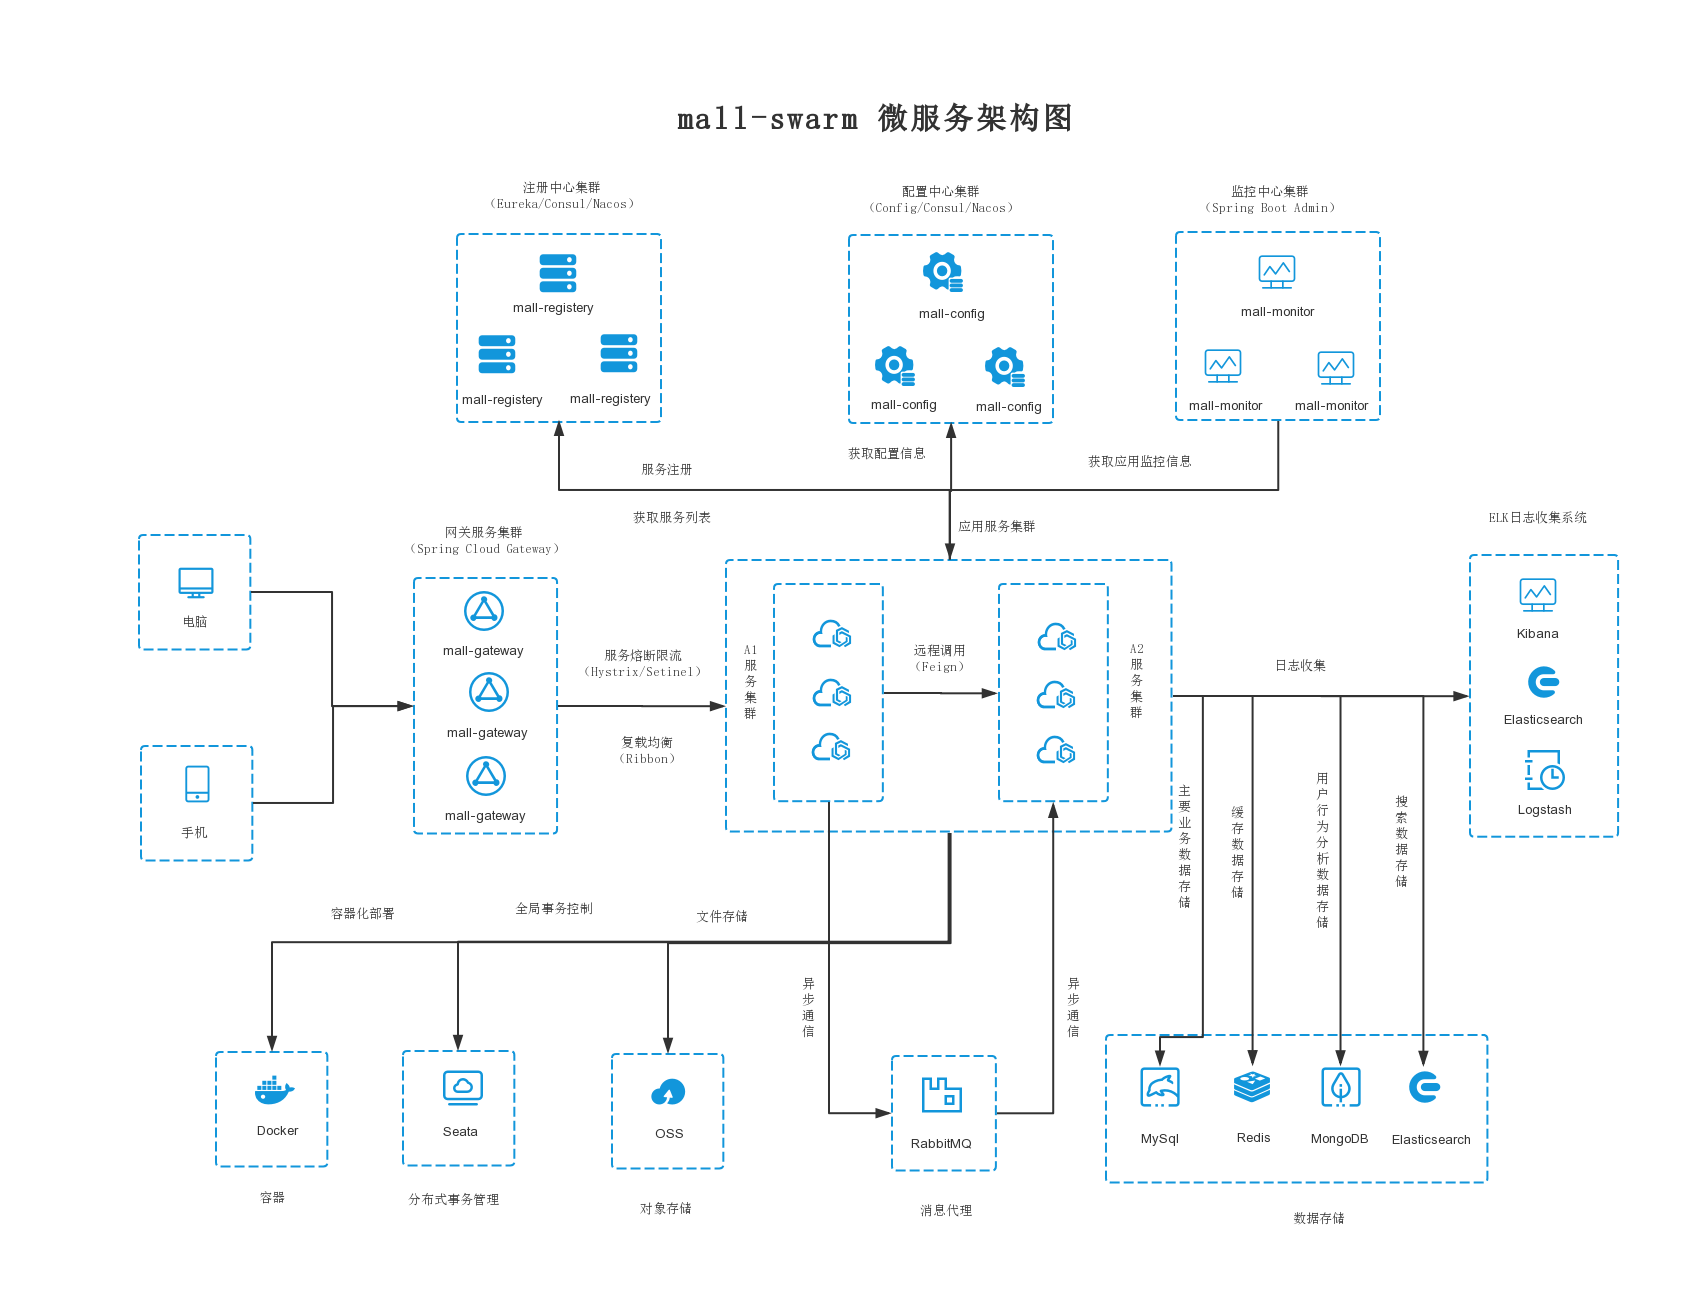 mall-swarm 微服务架构图
注册中心集群
（Eureka/Consul/Nacos）
配置中心集群
（Config/Consul/Nacos）
监控中心集群
（Spring Boot Admin）
mall-registery
mall-registery
mall-registery
mall-config
mall-config
mall-config
mall-monitor
mall-monitor
mall-monitor
服务注册
获取配置信息
获取应用监控信息
获取服务列表
应用服务集群
ELK日志收集系统
电脑
手机
网关服务集群
（Spring Cloud Gateway）
mall-gateway
mall-gateway
mall-gateway
服务熔断限流
（Hystrix/Setinel）
复载均衡
（Ribbon）
A1
服
务
集
群
远程调用
（Feign）
A2
服
务
集
群
日志收集
Kibana
Elasticsearch
Logstash
主
要
业
务
数
据
存
储
缓
存
数
据
存
储
用
户
行
为
分
析
数
据
存
储
搜
索
数
据
存
储
容器化部署
全局事务控制
文件存储
异
步
通
信
异
步
通
信
Docker
Seata
OSS
RabbitMQ
MySql
Redis
MongoDB
Elasticsearch
容器
分布式事务管理
对象存储
消息代理
数据存储